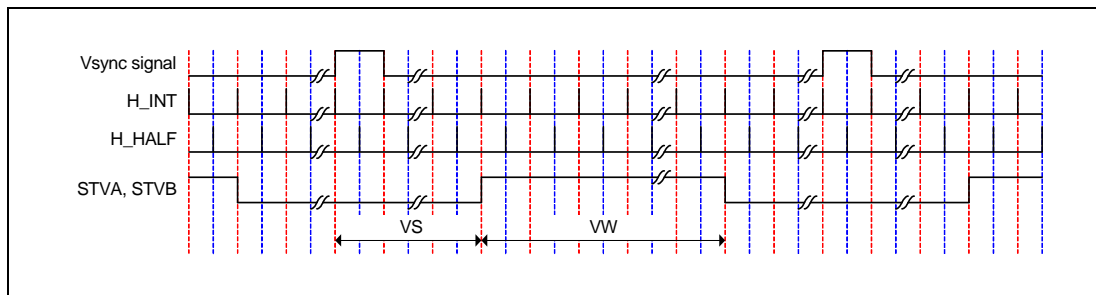 Vsync signal
H_INT
H_HALF
STVA, STVB
VS
VW